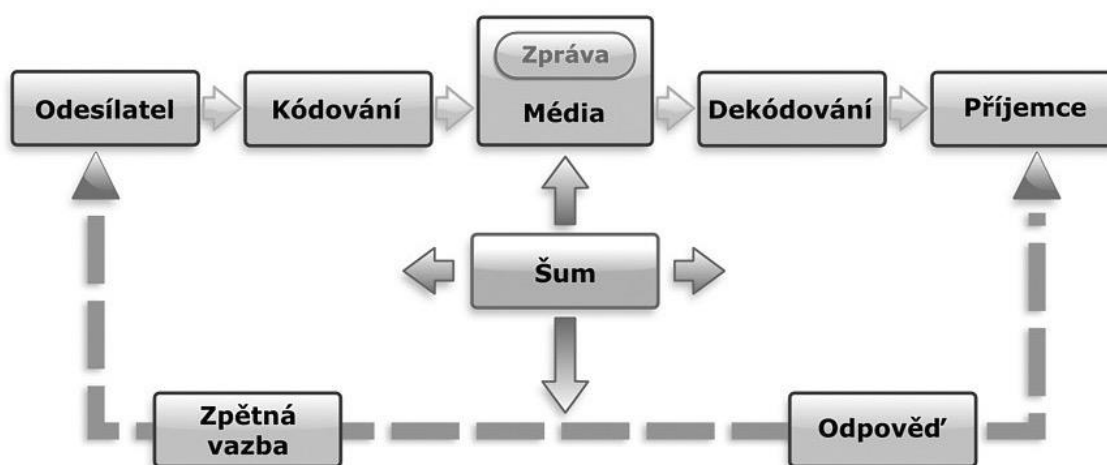 Zpráva
Odesílatel
Kódování
Média
Dekódování
Příjemce
Šum
Zpětná
vazba
Odpověď